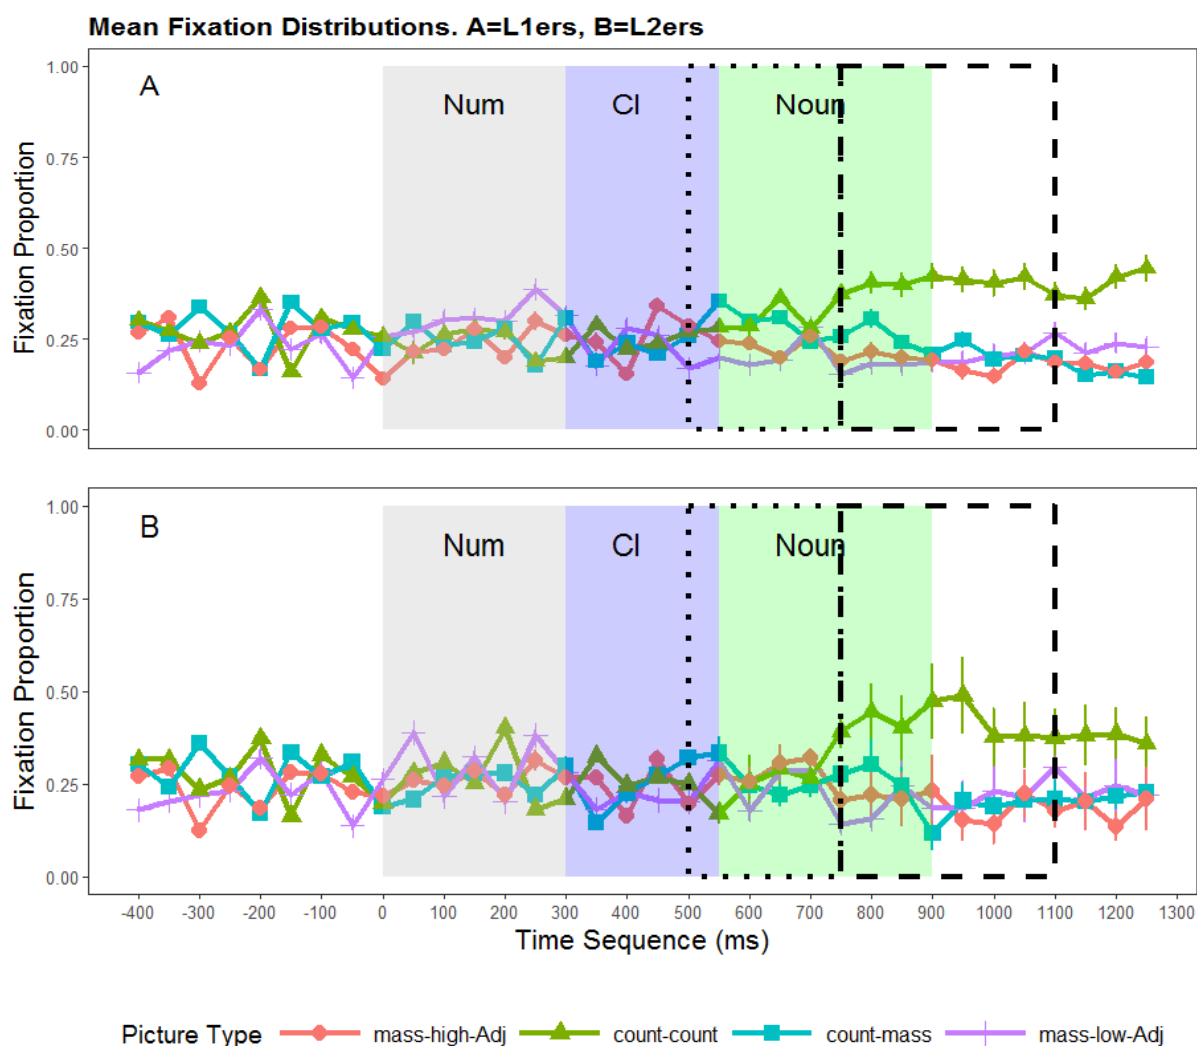 Mean Fixation Distributions. A=L1ers, B=L2ers
A
Num
Cl
Noun
Fixation Proportion
1.00
0.75
0.50
0.25
0.00
B
Num
Cl
Noun
Fixation Proportion
1.00
0.75
0.50
0.25
0.00
-400 -300 -200 -100 0 100 200 300 400 500 600 700 800 900 1000 1100 1200 1300
Time Sequence (ms)
Picture Type mass-high-Adj count-count count-mass mass-low-Adj